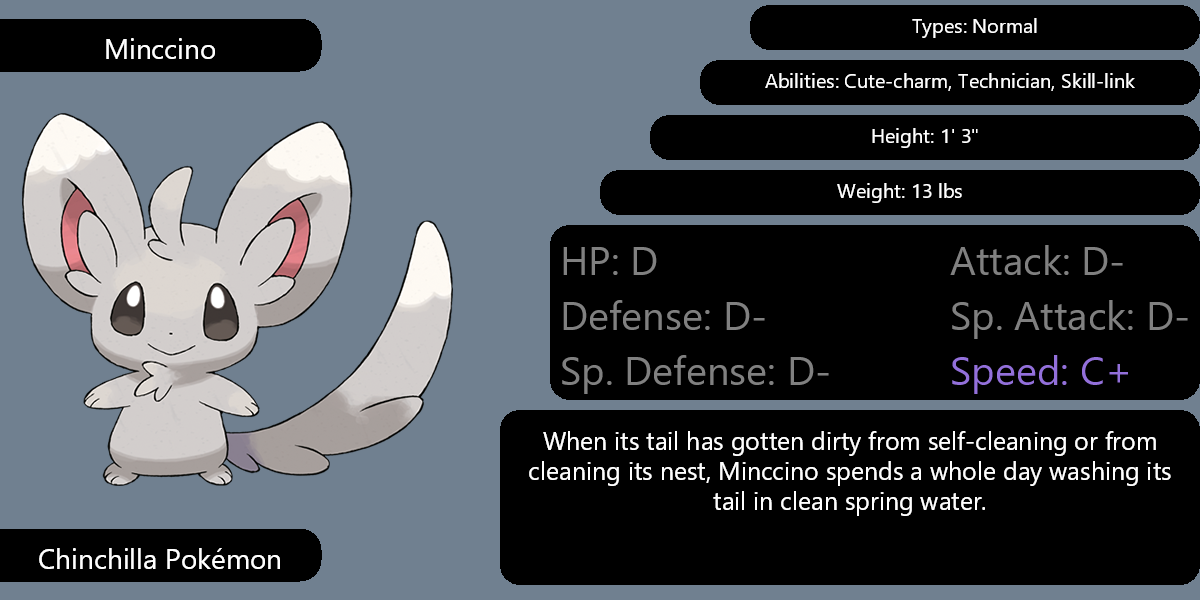 Minccino
Types: Normal
Abilities: Cute-charm, Technician, Skill-link
Height: 1' 3"
Weight: 13 lbs
HP: D
Attack: D-
Defense: D-
Sp. Attack: D-
Sp. Defense: D-
Speed: C+
When its tail has gotten dirty from self-cleaning or from
cleaning its nest, Minccino spends a whole day washing its
tail in clean spring water.
Chinchilla Pokémon